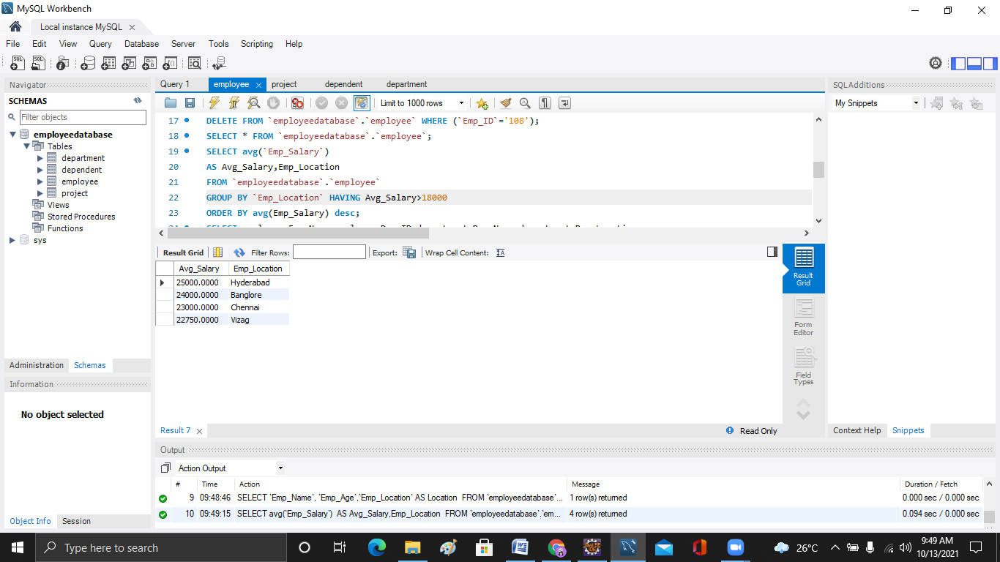 MySQL Workbench
Local instance MySQL
File Edit View Query Database Server Tools Scripting Help
Navigator
SCHEMAS
Filter objects
employeedatabase
Tables
department
dependent
employee
project
Views
Stored Procedures
Functions
sys
Administration Schemas
Information
No object selected
Object Info Session
Query 1 employee project dependent department
Limit to 1000 rows
17 DELETE FROM `employeedatabase`.`employee` WHERE (`Emp_ID`='108');
18 SELECT * FROM `employeedatabase`.`employee`;
19 SELECT avg(`Emp_Salary`)
20 AS Avg_Salary,Emp_Location
21 FROM `employeedatabase`.`employee`
22 GROUP BY `Emp_Location` HAVING Avg_Salary>18000
23 ORDER BY avg(Emp_Salary) desc;
Result Grid Filter Rows: Export: Wrap Cell Content:
Avg_Salary Emp_Location
25000.0000 Hyderabad
24000.0000 Banglore
23000.0000 Chennai
22750.0000 Vizag
Result
Grid
Form
Editor
Field
Types
Result 7 Read Only
SQLAdditions
My Snippets
Context Help Snippets
Output
Action Output
# Time Action Message Duration / Fetch
9 09:48:46 SELECT `Emp_Name`, `Emp_Age`,`Emp_Location` AS Location FROM `employeedatabase`... 1 row(s) returned 0.000 sec / 0.000 sec
10 09:49:15 SELECT avg(`Emp_Salary`) AS Avg_Salary,Emp_Location FROM `employeedatabase`.`em... 4 row(s) returned 0.094 sec / 0.000 sec
Type here to search
26°C
9:49 AM
10/13/2021